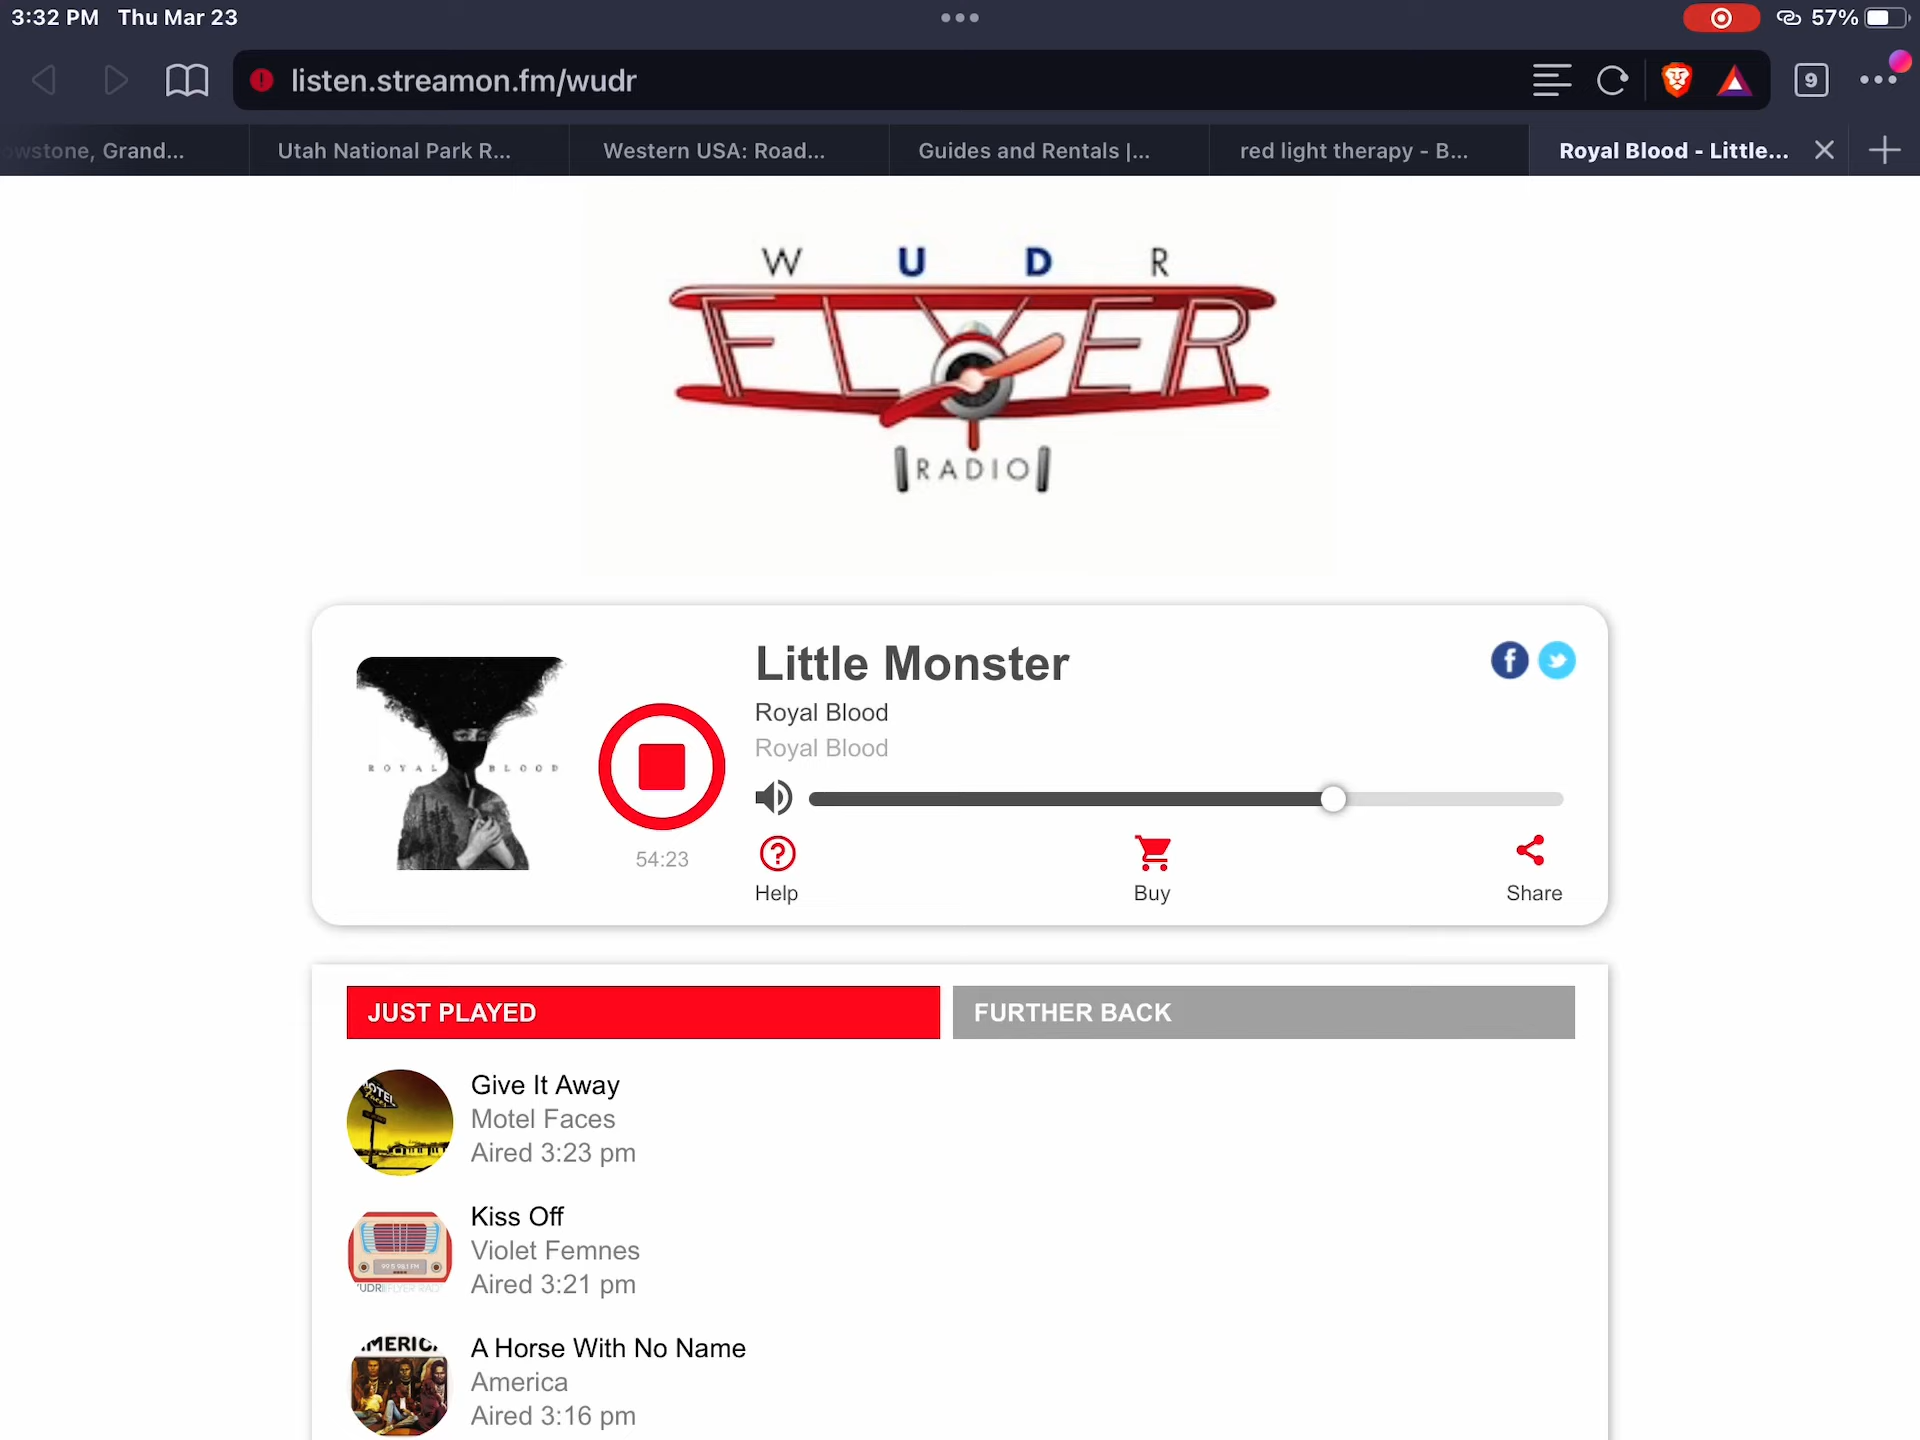 3:32 PM Thu Mar 23
57%
listen.streamon.fm/wudr
9
owstone, Grand...
Utah National Park R...
Western USA: Road...
Guides and Rentals |...
red light therapy - B...
Royal Blood - Little...
W U D R
FLYER
RADIO
ROYAL BLOOD
Little Monster
Royal Blood
Royal Blood
54:23
Help
Buy
Share
JUST PLAYED
FURTHER BACK
MOTEL
Give It Away
Motel Faces
Aired 3:23 pm
Kiss Off
Violet Femnes
Aired 3:21 pm
A Horse With No Name
America
Aired 3:16 pm